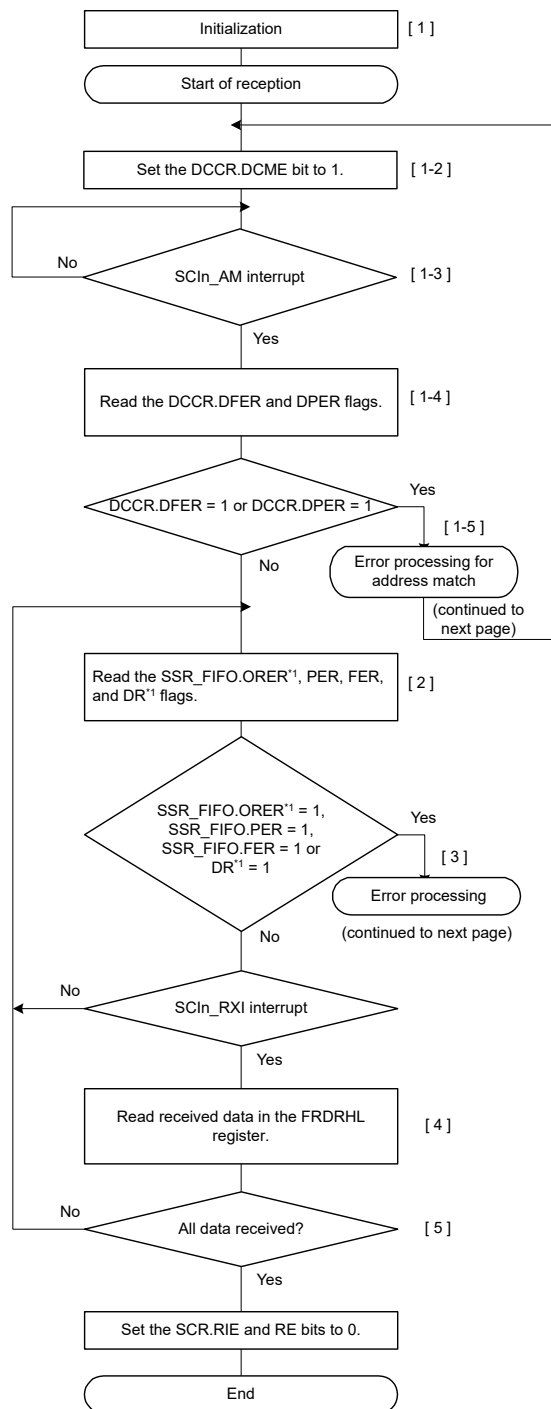 Initialization
[ 1 ]
Start of reception
Set the DCCR.DCME bit to 1.
[ 1-2 ]
No
SCIn_AM interrupt
[ 1-3 ]
Yes
Read the DCCR.DFER and DPER flags.
[ 1-4 ]
DCCR.DFER = 1 or DCCR.DPER = 1
Yes
[ 1-5 ]
Error processing for
address match
No
(continued to
next page)
Read the SSR_FIFO.ORER*1, PER, FER,
and DR*1 flags.
[ 2 ]
SSR_FIFO.ORER*1 = 1,
SSR_FIFO.PER = 1,
SSR_FIFO.FER = 1 or
DR*1 = 1
Yes
[ 3 ]
Error processing
(continued to next page)
No
No
SCIn_RXI interrupt
Yes
Read received data in the FRDRHL
register.
[ 4 ]
No
All data received?
[ 5 ]
Yes
Set the SCR.RIE and RE bits to 0.
End